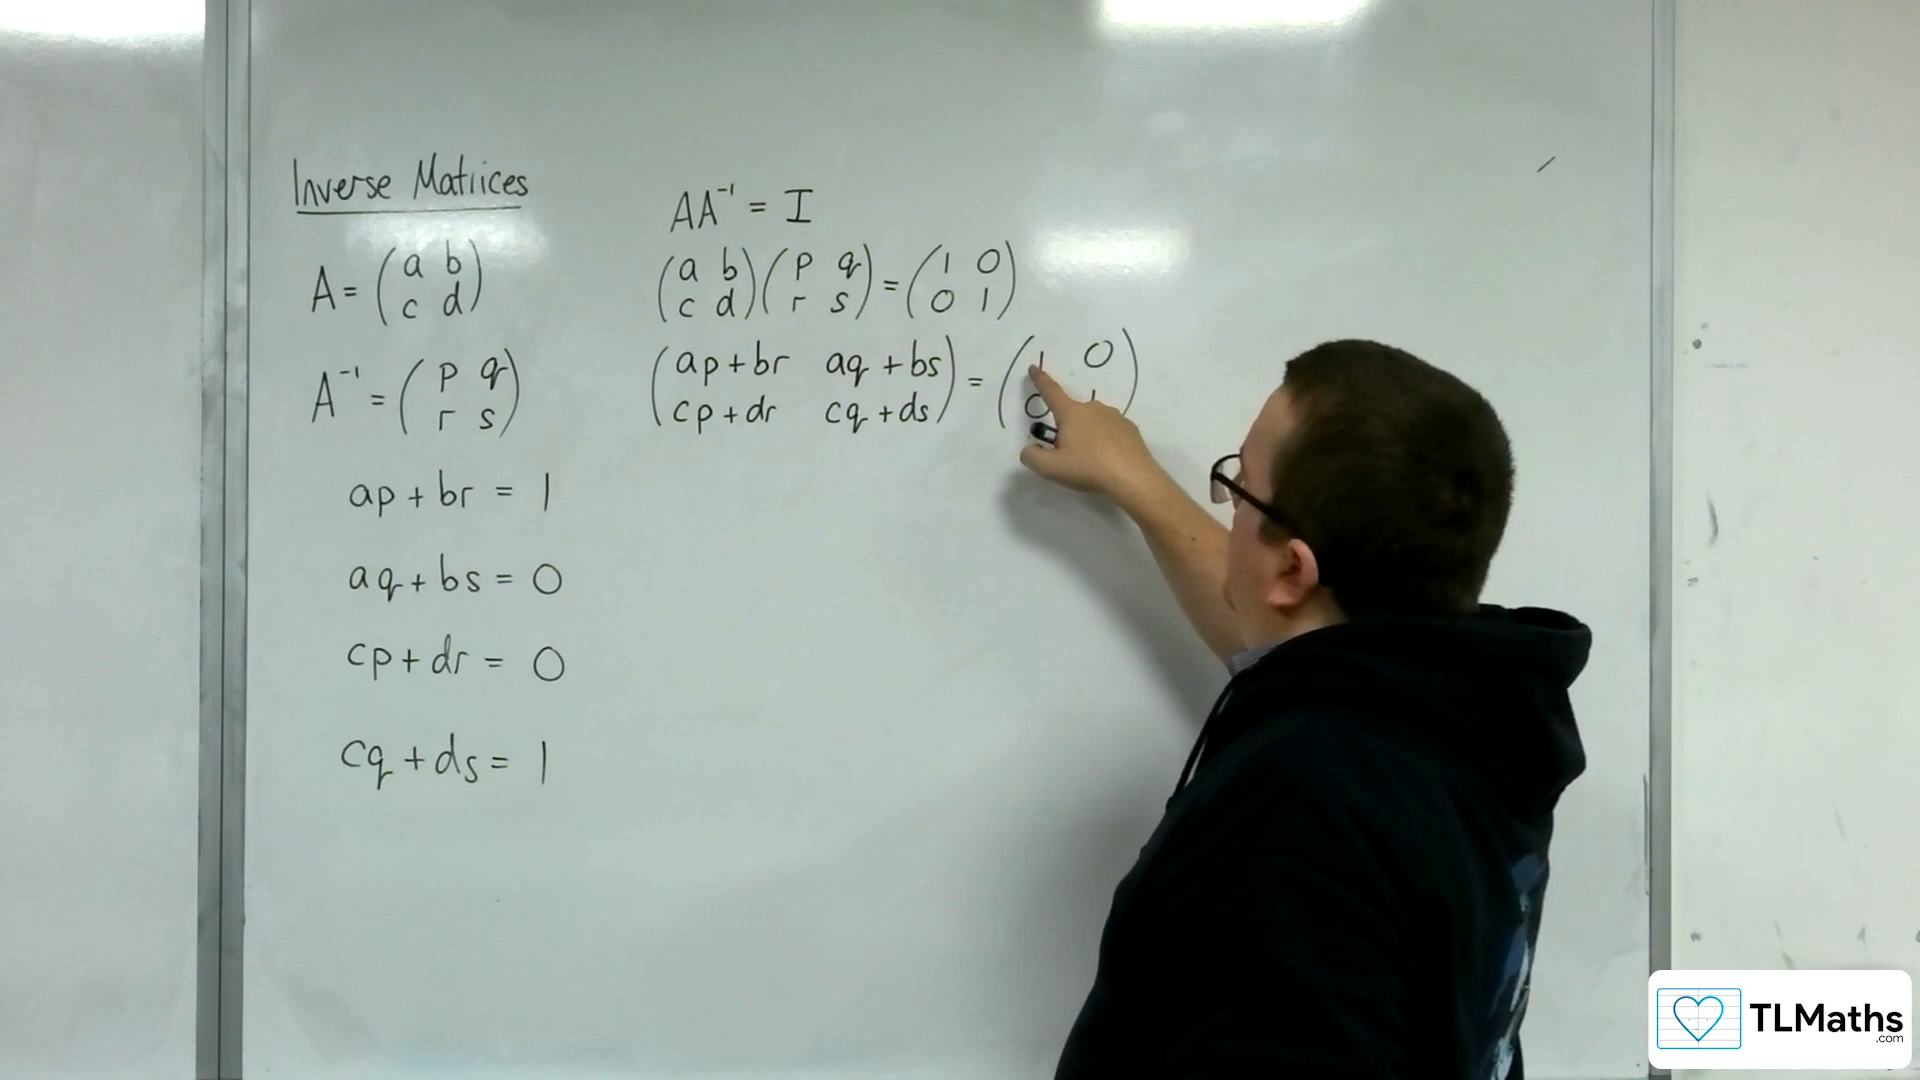 Inverse Matrices
A = (a b
c d)
A⁻¹ = (p q
r s)
ap + br = 1
aq + bs = 0
cp + dr = 0
cq + ds = 1
AA⁻¹ = I
(a b)(p q) = (1 0)
(c d)(r s) (0 1)
(ap + br aq + bs) = (1 0)
(cp + dr cq + ds) (0 1)
TLMaths
.com